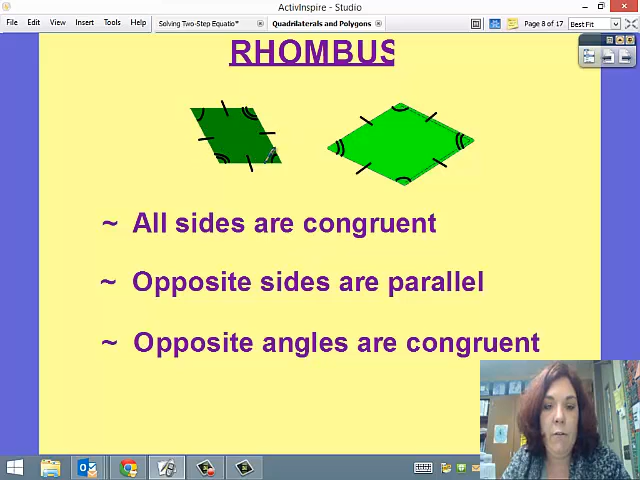 ActivInspire - Studio
File Edit View Insert Tools Help
Solving Two-Step Equatio* Quadrilaterals and Polygons* Page 8 of 17 Best Fit
RHOMBUS
~ All sides are congruent
~ Opposite sides are parallel
~ Opposite angles are congruent